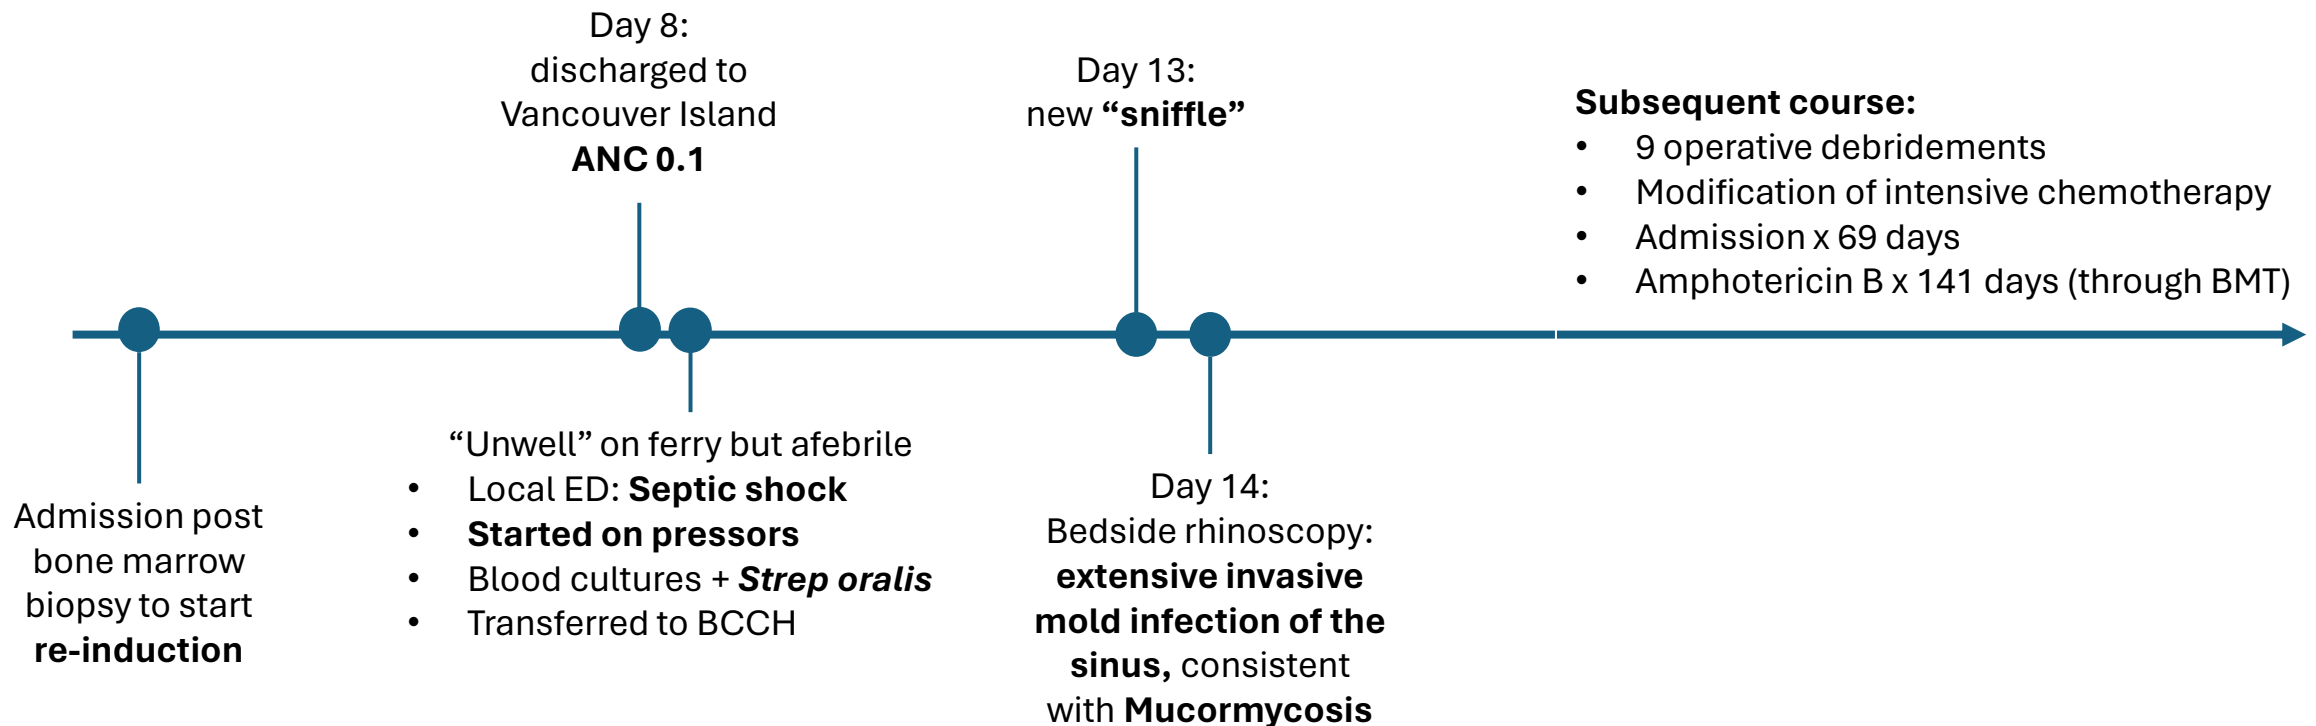 Admission post
bone marrow
biopsy to start
re-induction
Day 8:
discharged to
Vancouver Island
ANC 0.1
“Unwell” on ferry but afebrile
• Local ED: Septic shock
• Started on pressors
• Blood cultures + Strep oralis
• Transferred to BCCH
Day 13:
new “sniffle”
Day 14:
Bedside rhinoscopy:
extensive invasive
mold infection of the
sinus, consistent
with Mucormycosis
Subsequent course:
• 9 operative debridements
• Modification of intensive chemotherapy
• Admission x 69 days
• Amphotericin B x 141 days (through BMT)